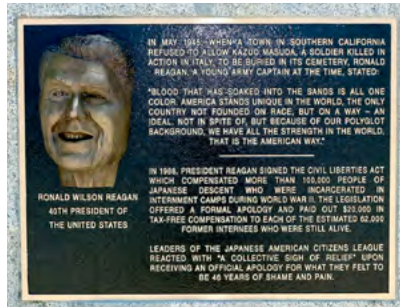 IN MAY 1945, WHEN A TOWN IN SOUTHERN CALIFORNIA
REFUSED TO ALLOW KAZUO MASUDA, A SOLDIER KILLED IN
ACTION IN ITALY, TO BE BURIED IN ITS CEMETERY, RONALD
REAGAN, A YOUNG ARMY CAPTAIN AT THE TIME, STATED:
"BLOOD THAT HAS SOAKED INTO THE SANDS IS ALL ONE
COLOR. AMERICA STANDS UNIQUE IN THE WORLD, THE ONLY
COUNTRY NOT FOUNDED ON RACE, BUT ON A WAY – AN
IDEAL. NOT IN SPITE OF, BUT BECAUSE OF OUR POLYGLOT
BACKGROUND, WE HAVE ALL THE STRENGTH IN THE WORLD.
THAT IS THE AMERICAN WAY."
IN 1988, PRESIDENT REAGAN SIGNED THE CIVIL LIBERTIES ACT
WHICH COMPENSATED MORE THAN 100,000 PEOPLE OF
JAPANESE DESCENT WHO WERE INCARCERATED IN
INTERNMENT CAMPS DURING WORLD WAR II. THE LEGISLATION
OFFERED A FORMAL APOLOGY AND PAID OUT $20,000 IN
TAX-FREE COMPENSATION TO EACH OF THE ESTIMATED 62,000
FORMER INTERNEES WHO WERE STILL ALIVE.
LEADERS OF THE JAPANESE AMERICAN CITIZENS LEAGUE
REACTED WITH "A COLLECTIVE SIGH OF RELIEF" UPON
RECEIVING AN OFFICIAL APOLOGY FOR WHAT THEY FELT TO
BE 46 YEARS OF SHAME AND PAIN.
RONALD WILSON REAGAN
40TH PRESIDENT OF
THE UNITED STATES